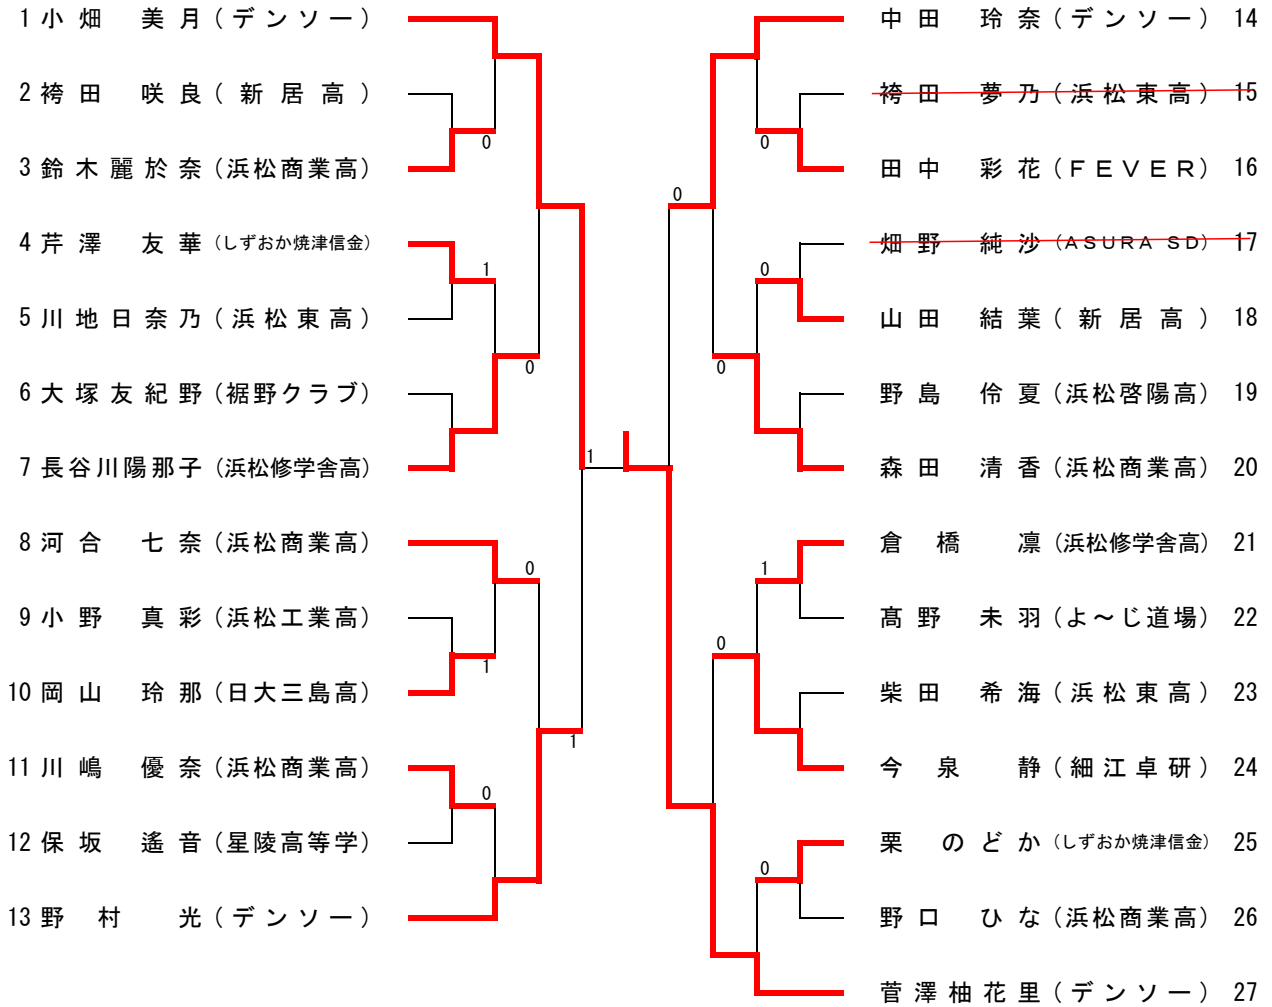 1 小畑 美月 (デンソー)
2 袴田 咲良 (新居高)
0
3 鈴木麗於奈 (浜松商業高)
4 芹澤 友華 (しずおか焼津信金)
1
5 川地日奈乃 (浜松東高)
0
6 大塚友紀野 (裾野クラブ)
7 長谷川陽那子 (浜松修学舎高)
1
8 河合 七奈 (浜松商業高)
0
9 小野 真彩 (浜松工業高)
1
10 岡山 玲那 (日大三島高)
1
11 川嶋 優奈 (浜松商業高)
0
12 保坂 遙音 (星陵高等学)
13 野村 光 (デンソー)
中田 玲奈 (デンソー) 14
袴田 夢乃 (浜松東高) 15
0
田中 彩花 (FEVER) 16
0
畑野 純沙 (ASURA SD) 17
0
山田 結葉 (新居高) 18
0
野島 伶夏 (浜松啓陽高) 19
森田 清香 (浜松商業高) 20
倉橋 凛 (浜松修学舎高) 21
1
髙野 未羽 (よ～じ道場) 22
0
柴田 希海 (浜松東高) 23
今泉 静 (細江卓研) 24
栗 のどか (しずおか焼津信金) 25
0
野口 ひな (浜松商業高) 26
菅澤柚花里 (デンソー) 27